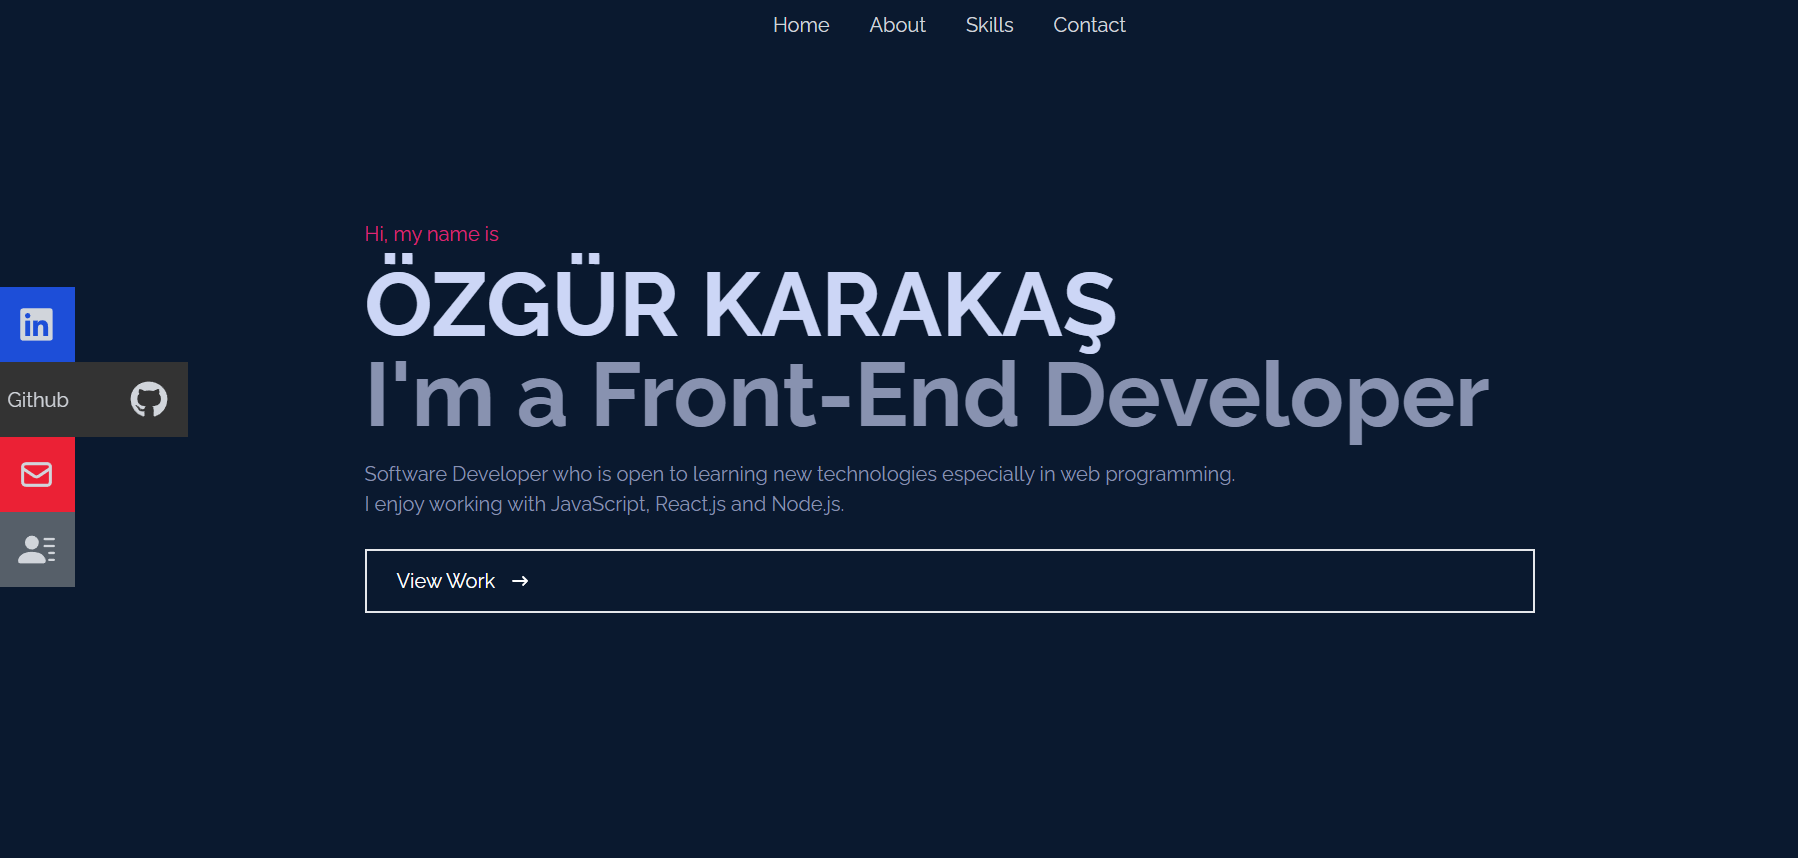 Home About Skills Contact
Hi, my name is
ÖZGÜR KARAKAŞ
I'm a Front-End Developer
in
Github
Software Developer who is open to learning new technologies especially in web programming.
I enjoy working with JavaScript, React.js and Node.js.
View Work →